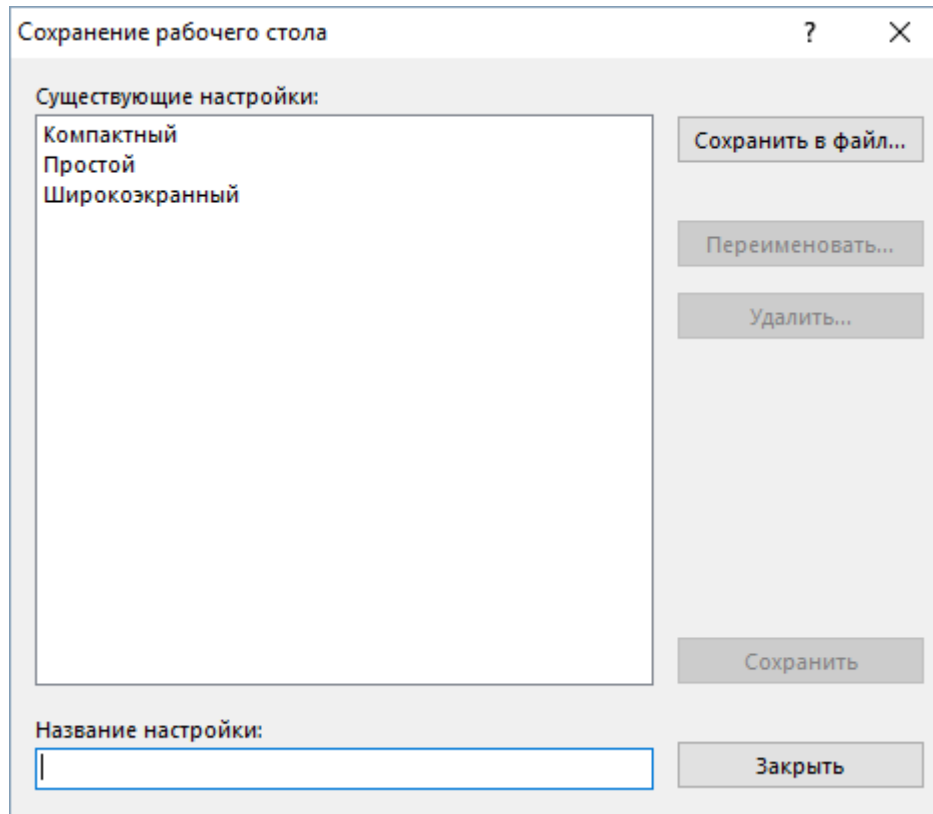 Сохранение рабочего стола
?
Существующие настройки:
Компактный
Простой
Широкоэкранный
Сохранить в файл...
Переименовать...
Удалить...
Сохранить
Название настройки:
Закрыть